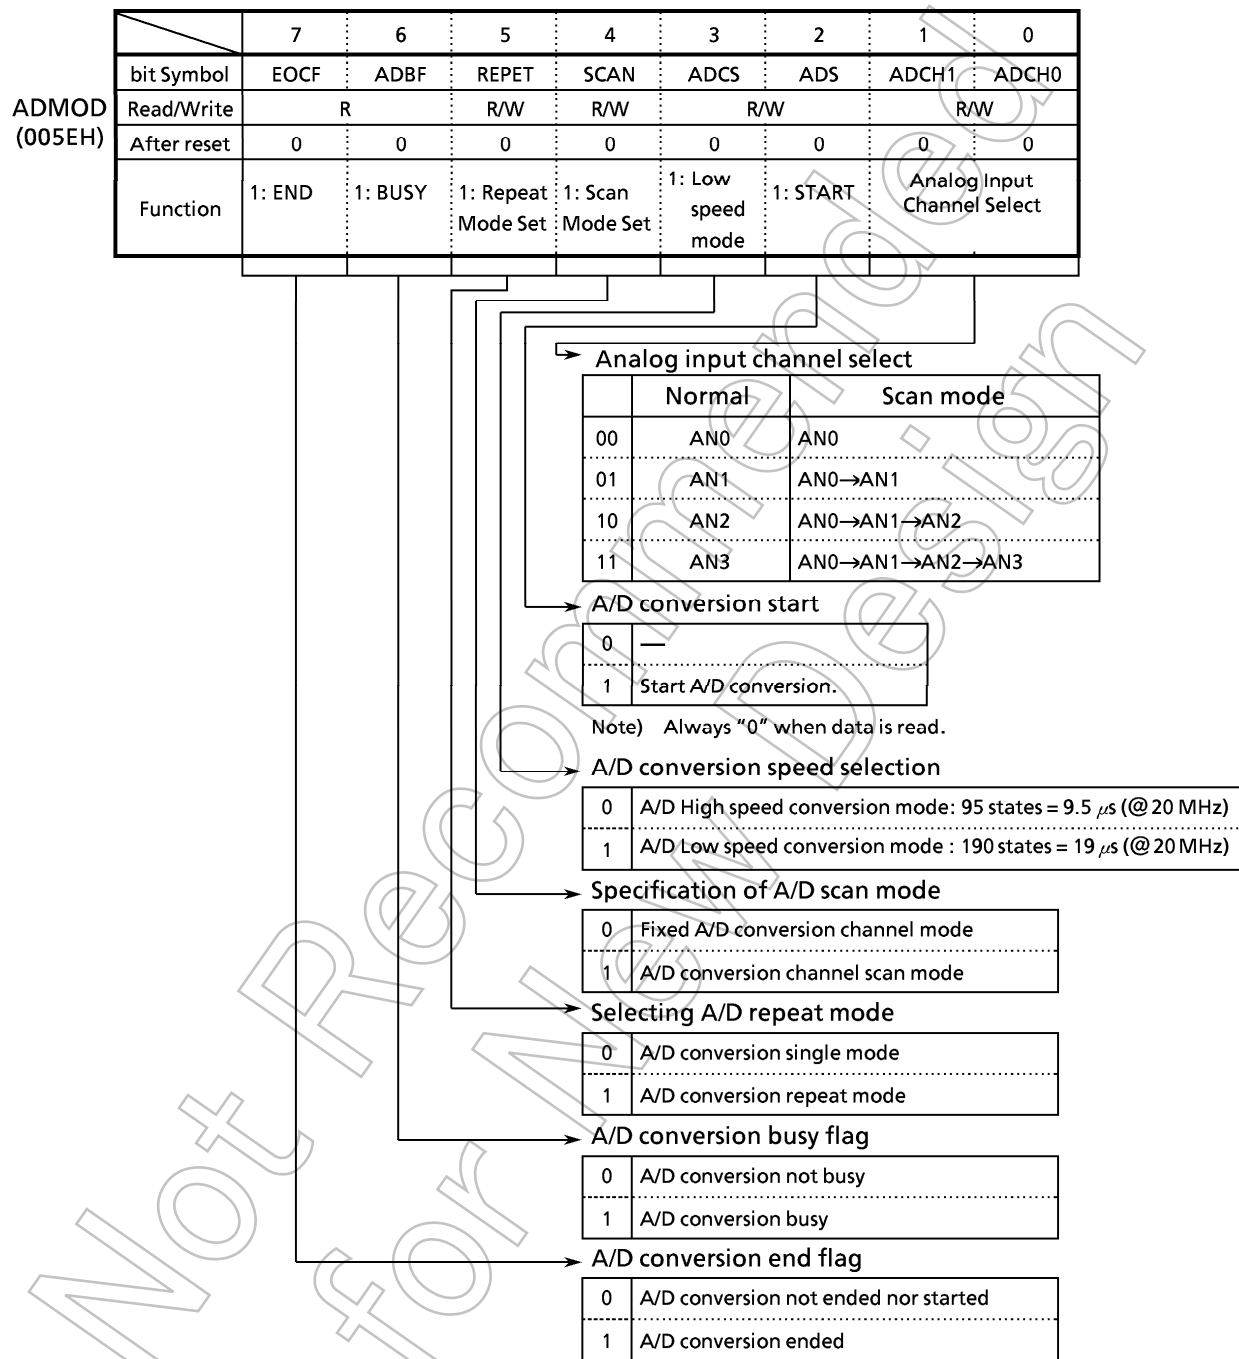 7 6 5 4 3 2 1 0
bit Symbol EOCF ADBF REPET SCAN ADCS ADS ADCH1 ADCH0
ADMOD
(005EH)
Read/Write R R/W R/W R/W R/W
After reset 0 0 0 0 0 0 0 0
Function 1: END 1: BUSY 1: Repeat Mode Set 1: Scan Mode Set 1: Low speed mode 1: START Analog Input Channel Select
Analog input channel select
Normal Scan mode
00 AN0 AN0
01 AN1 AN0→AN1
10 AN2 AN0→AN1→AN2
11 AN3 AN0→AN1→AN2→AN3
A/D conversion start
0 —
1 Start A/D conversion.
Note) Always "0" when data is read.
A/D conversion speed selection
0 A/D High speed conversion mode: 95 states = 9.5 μs (@ 20 MHz)
1 A/D Low speed conversion mode : 190 states = 19 μs (@ 20 MHz)
Specification of A/D scan mode
0 Fixed A/D conversion channel mode
1 A/D conversion channel scan mode
Selecting A/D repeat mode
0 A/D conversion single mode
1 A/D conversion repeat mode
A/D conversion busy flag
0 A/D conversion not busy
1 A/D conversion busy
A/D conversion end flag
0 A/D conversion not ended nor started
1 A/D conversion ended
Not Recommended
for New Design